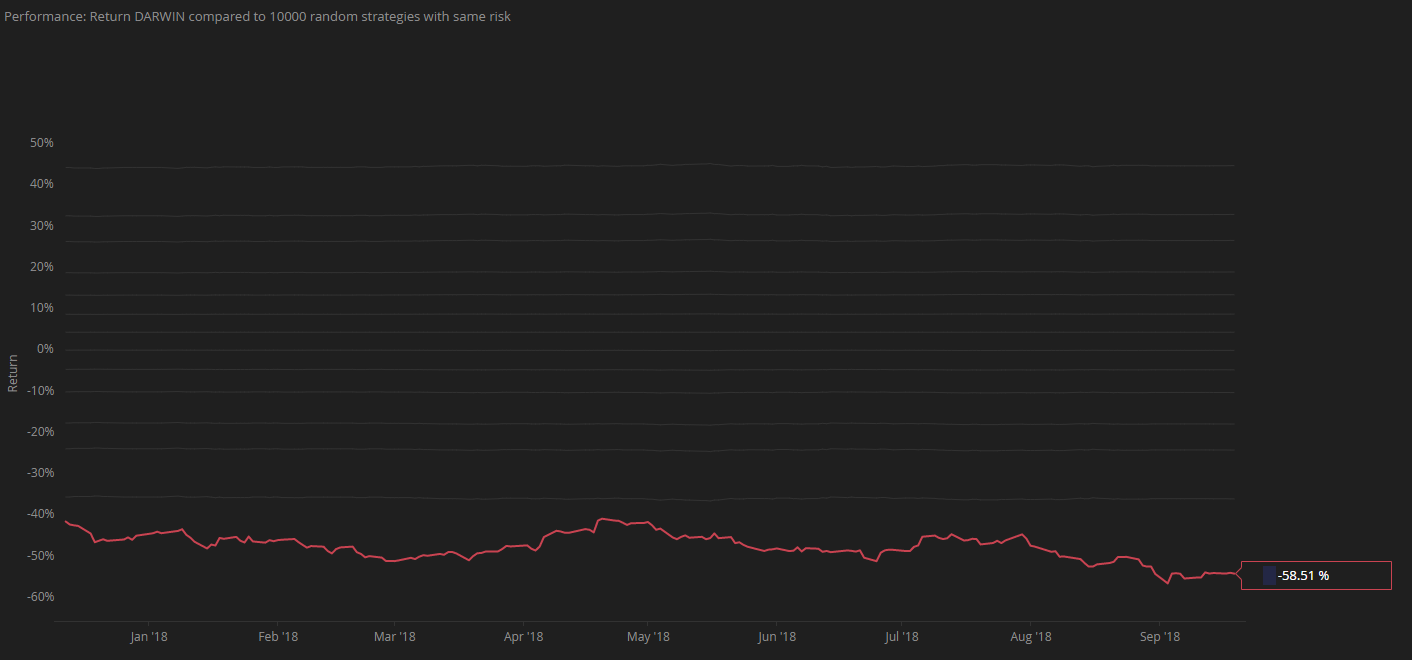 Performance: Return DARWIN compared to 10000 random strategies with same risk
50%
40%
30%
20%
10%
0%
-10%
-20%
-30%
-40%
-50%
-60%
Return
-58.51 %
Jan '18
Feb '18
Mar '18
Apr '18
May '18
Jun '18
Jul '18
Aug '18
Sep '18